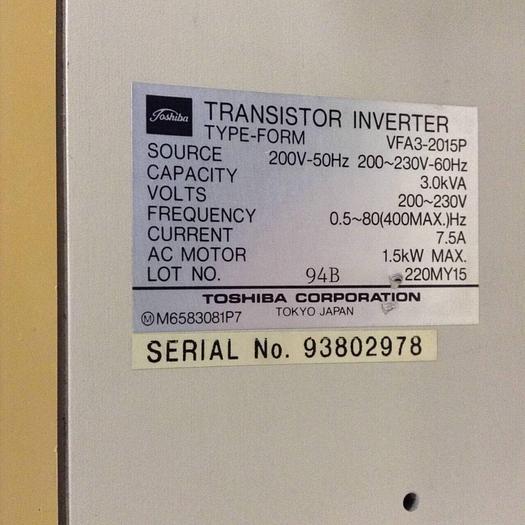 Toshiba
TRANSISTOR INVERTER
TYPE-FORM VFA3-2015P
SOURCE 200V-50Hz 200~230V-60Hz
CAPACITY 3.0kVA
VOLTS 200~230V
FREQUENCY 0.5~80(400MAX.)Hz
CURRENT 7.5A
AC MOTOR 1.5kW MAX.
LOT NO. 94B 220MY15
TOSHIBA CORPORATION
TOKYO JAPAN
Ⓜ M6583081P7
SERIAL No. 93802978